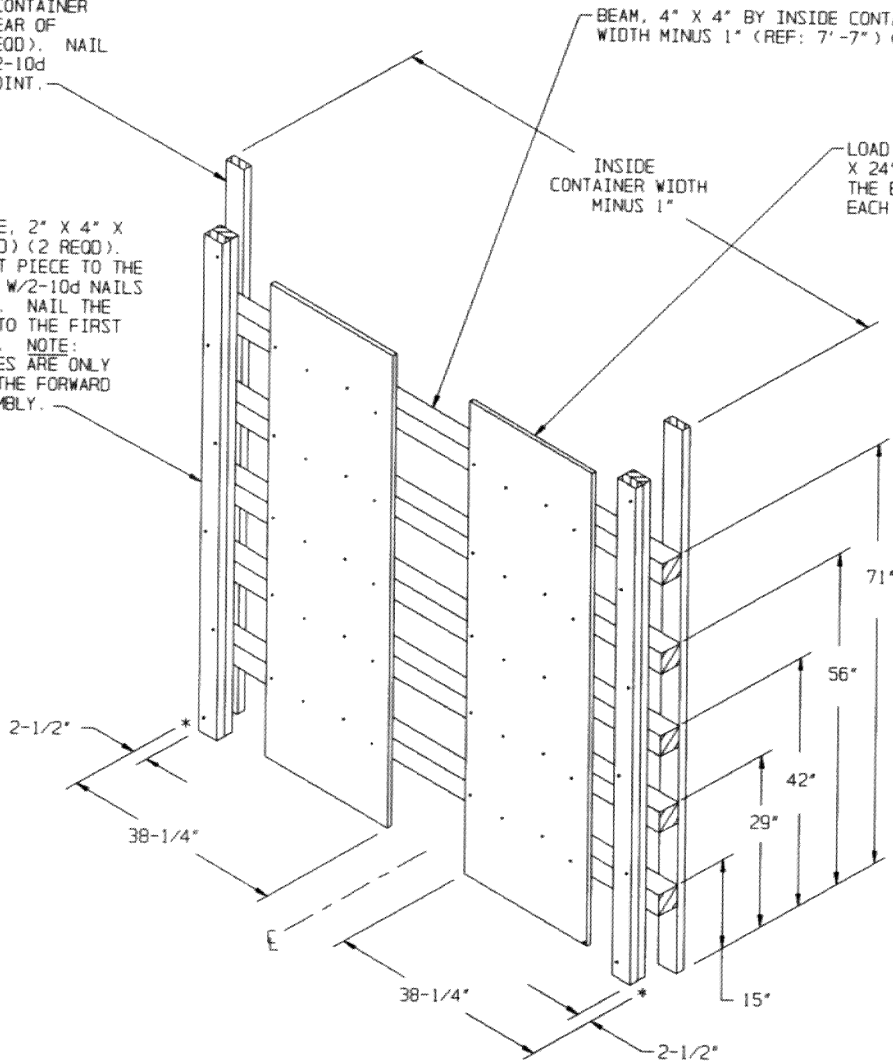 CONTAINER
EAR OF
EQD). NAIL
2-10d
OINT.
BEAM, 4" X 4" BY INSIDE CONTA
WIDTH MINUS 1" (REF: 7'-7") (
INSIDE
CONTAINER WIDTH
MINUS 1"
LOAD
X 24"
THE B
EACH
E, 2" X 4" X
D) (2 REQD).
T PIECE TO THE
W/2-10d NAILS
. NAIL THE
TO THE FIRST
. NOTE:
ES ARE ONLY
THE FORWARD
MBLY.
71"
56"
42"
29"
15"
2-1/2"
*
38-1/4"
38-1/4"
*
2-1/2"